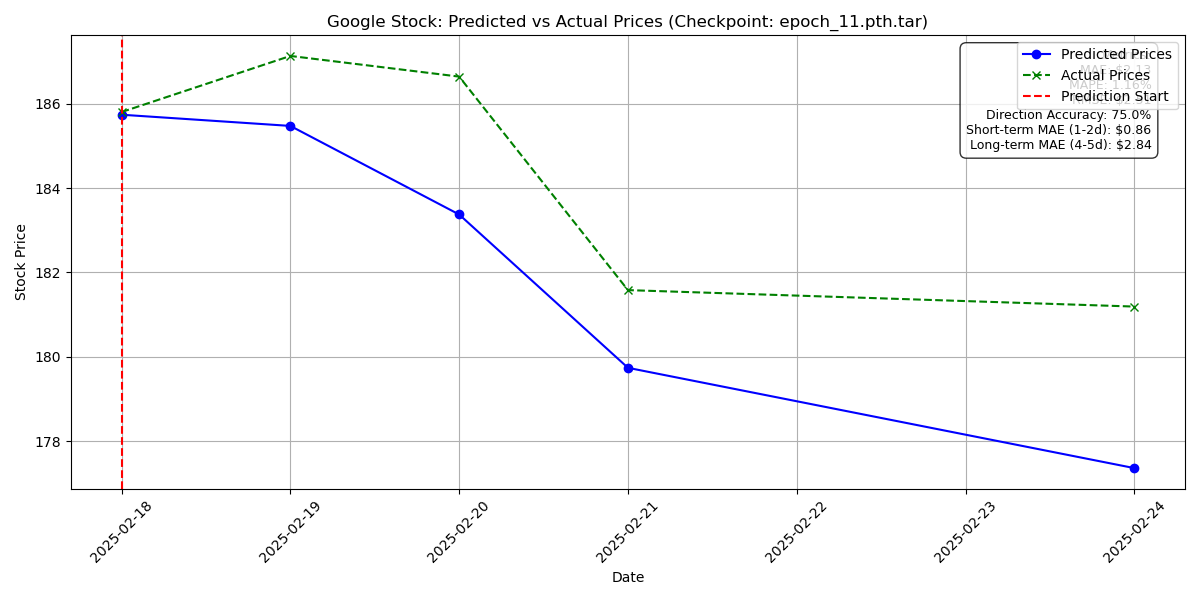 Google Stock: Predicted vs Actual Prices (Checkpoint: epoch_11.pth.tar)
Predicted Prices
Actual Prices
Prediction Start
MAPE: 1.16%
Direction Accuracy: 75.0%
Short-term MAE (1-2d): $0.86
Long-term MAE (4-5d): $2.84
Stock Price
186
184
182
180
178
2025-02-18
2025-02-19
2025-02-20
2025-02-21
2025-02-22
2025-02-23
2025-02-24
Date